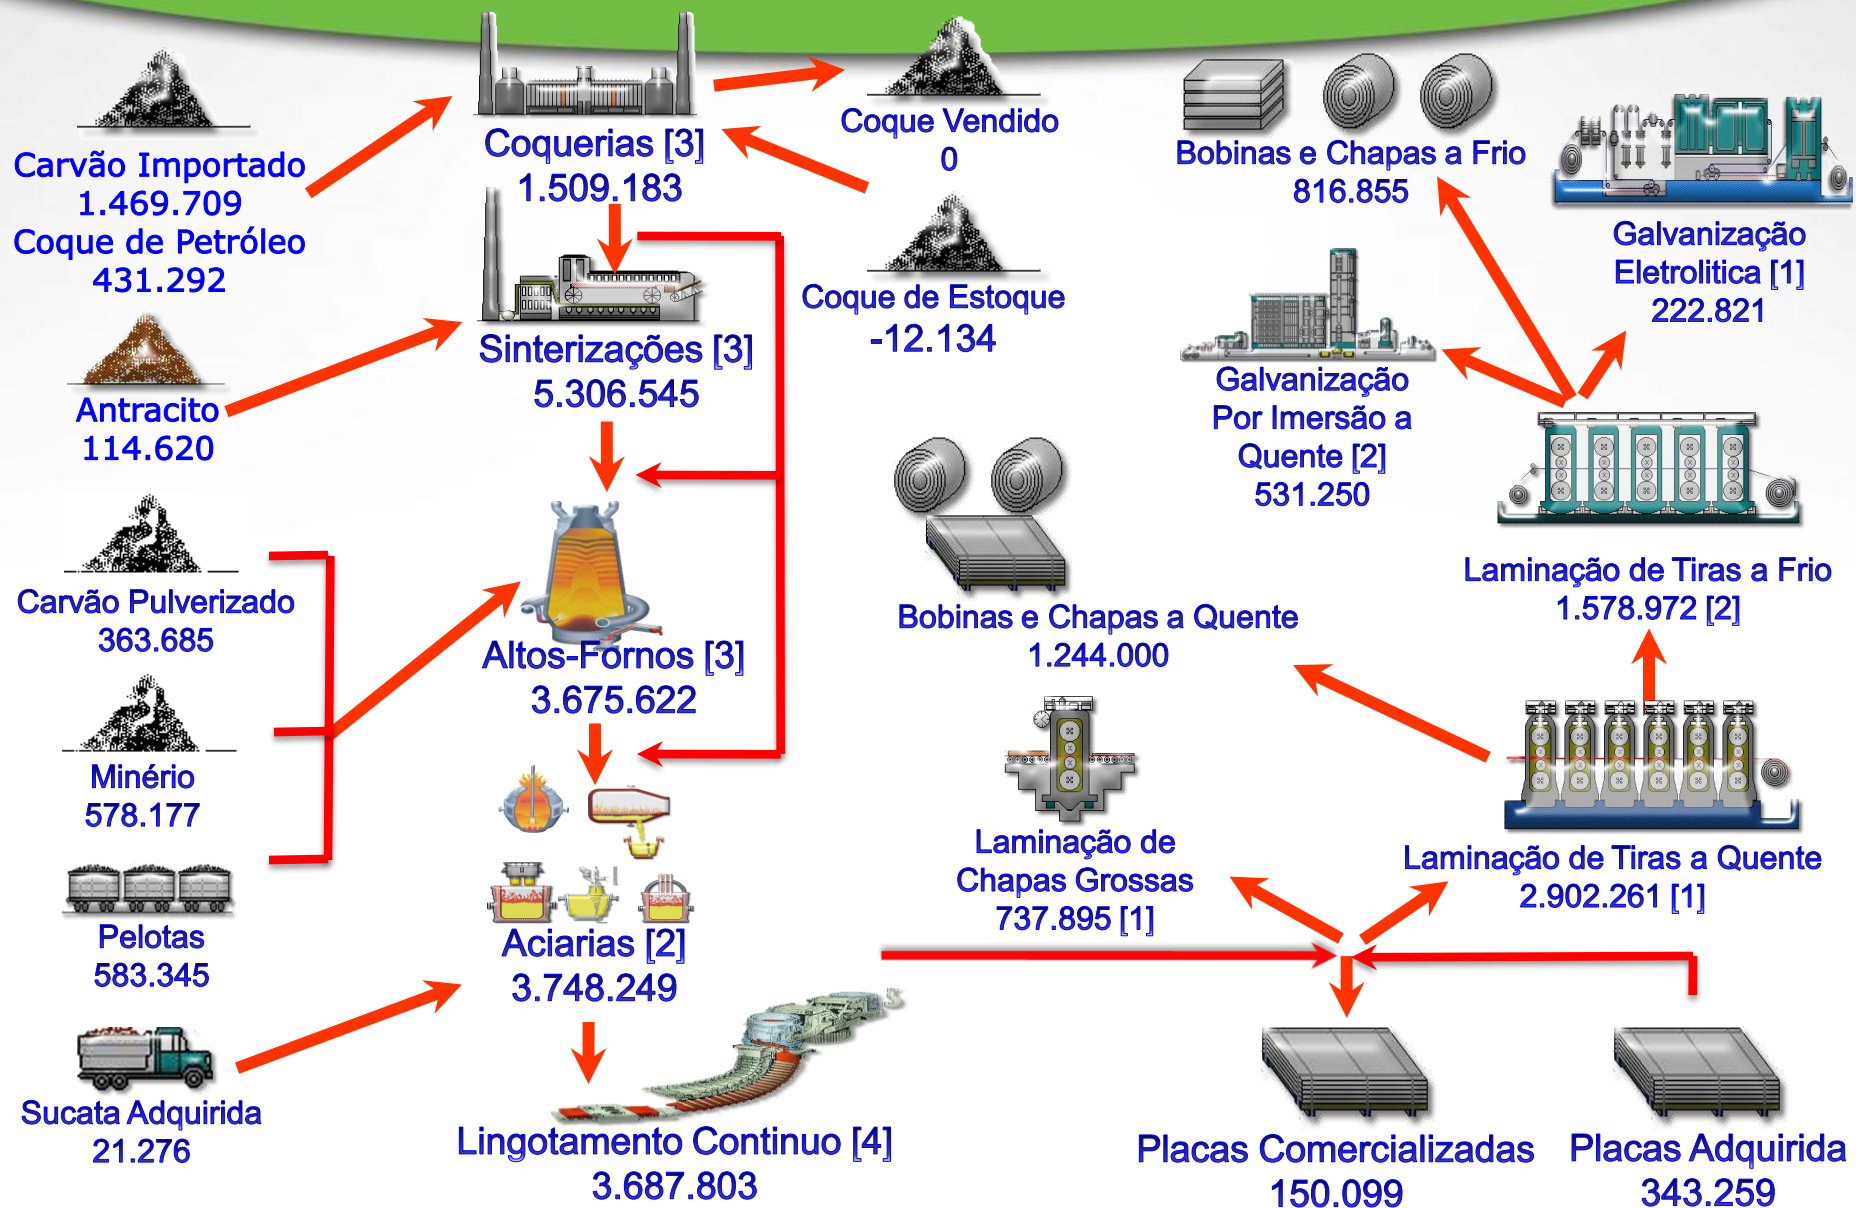 Carvão Importado
1.469.709
Coque de Petróleo
431.292
Antracito
114.620
Carvão Pulverizado
363.685
Minério
578.177
Pelotas
583.345
Sucata Adquirida
21.276
Coquerias [3]
1.509.183
Sinterizações [3]
5.306.545
Altos-Fornos [3]
3.675.622
Aciarias [2]
3.748.249
Lingotamento Continuo [4]
3.687.803
Coque Vendido
0
Coque de Estoque
-12.134
Bobinas e Chapas a Quente
1.244.000
Laminação de
Chapas Grossas
737.895 [1]
Bobinas e Chapas a Frio
816.855
Galvanização
Por Imersão a
Quente [2]
531.250
Galvanização
Eletrolitica [1]
222.821
Laminação de Tiras a Frio
1.578.972 [2]
Laminação de Tiras a Quente
2.902.261 [1]
Placas Comercializadas
150.099
Placas Adquirida
343.259